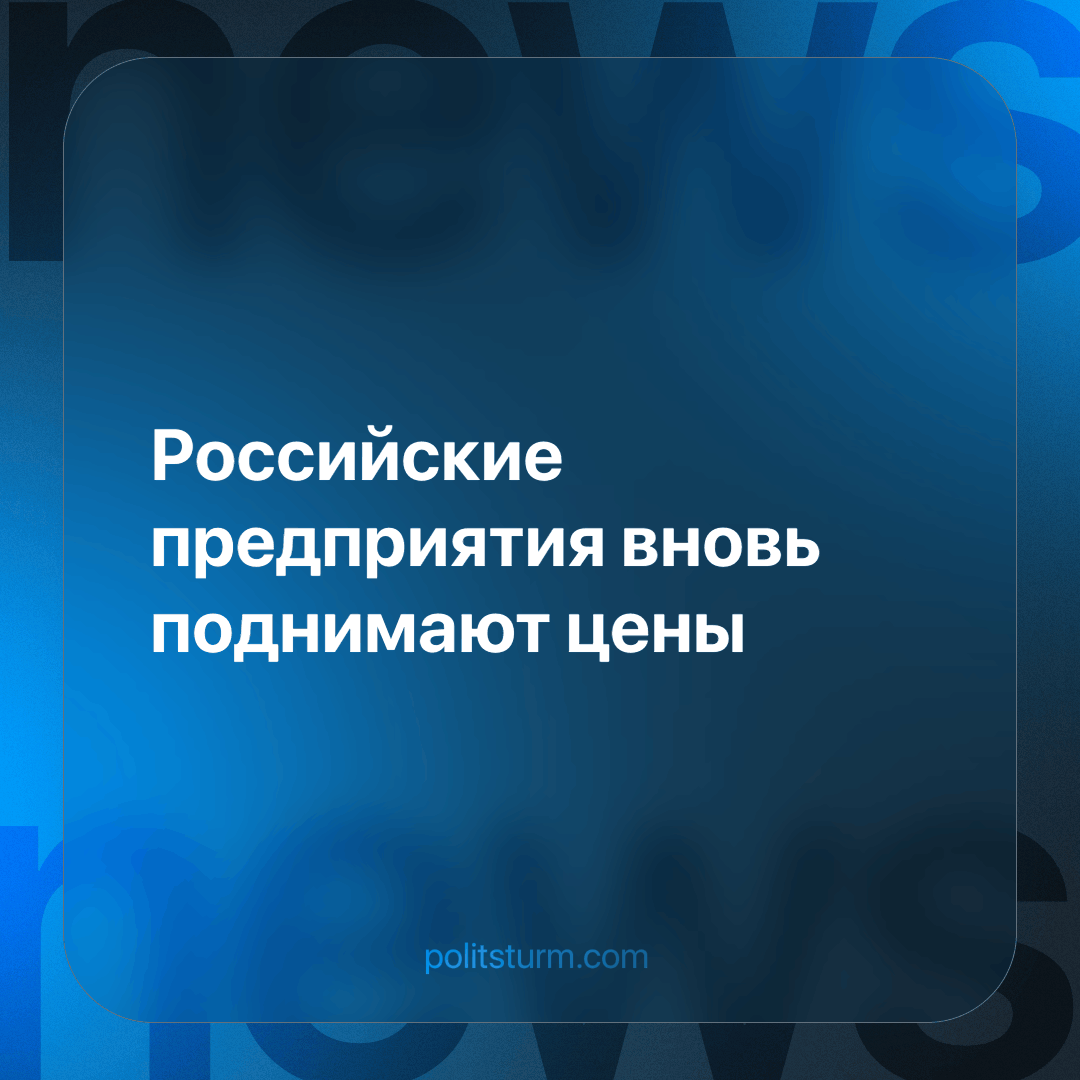 news
Российские
предприятия вновь
поднимают цены
politsturm.com
news